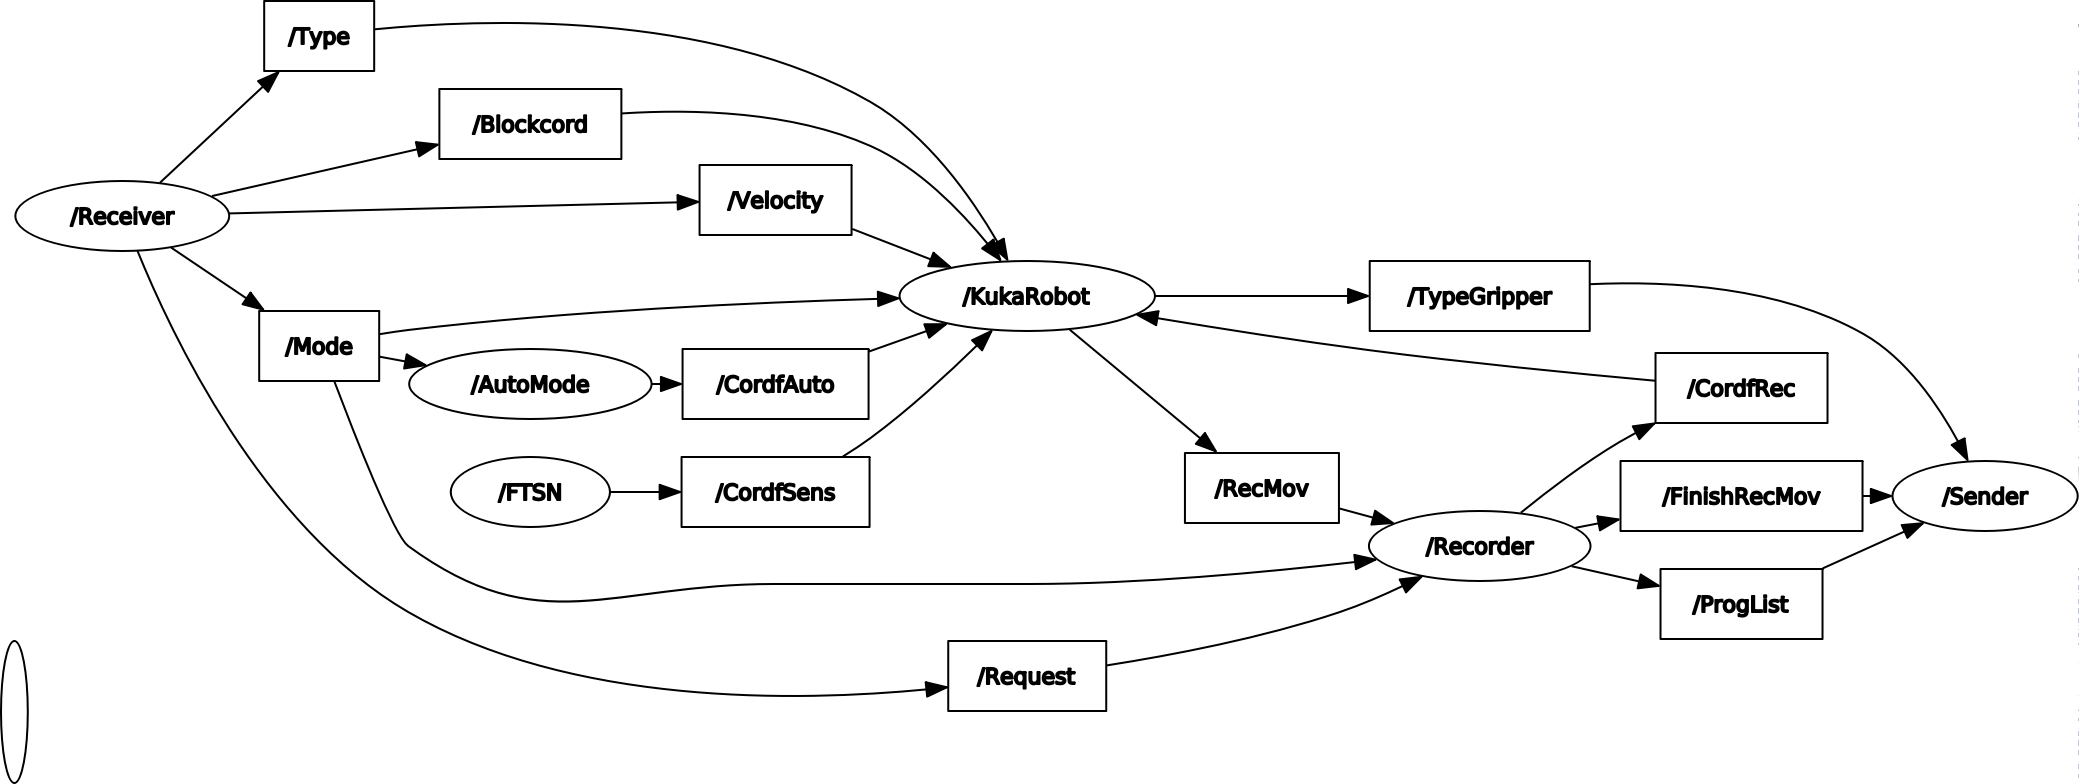 /Type
/Blockcord
/Velocity
/Receiver
/KukaRobot
/TypeGripper
/Mode
/AutoMode
/CordfAuto
/CordfRec
/FTSN
/CordfSens
/RecMov
/FinishRecMov
/Sender
/Recorder
/ProgList
/Request